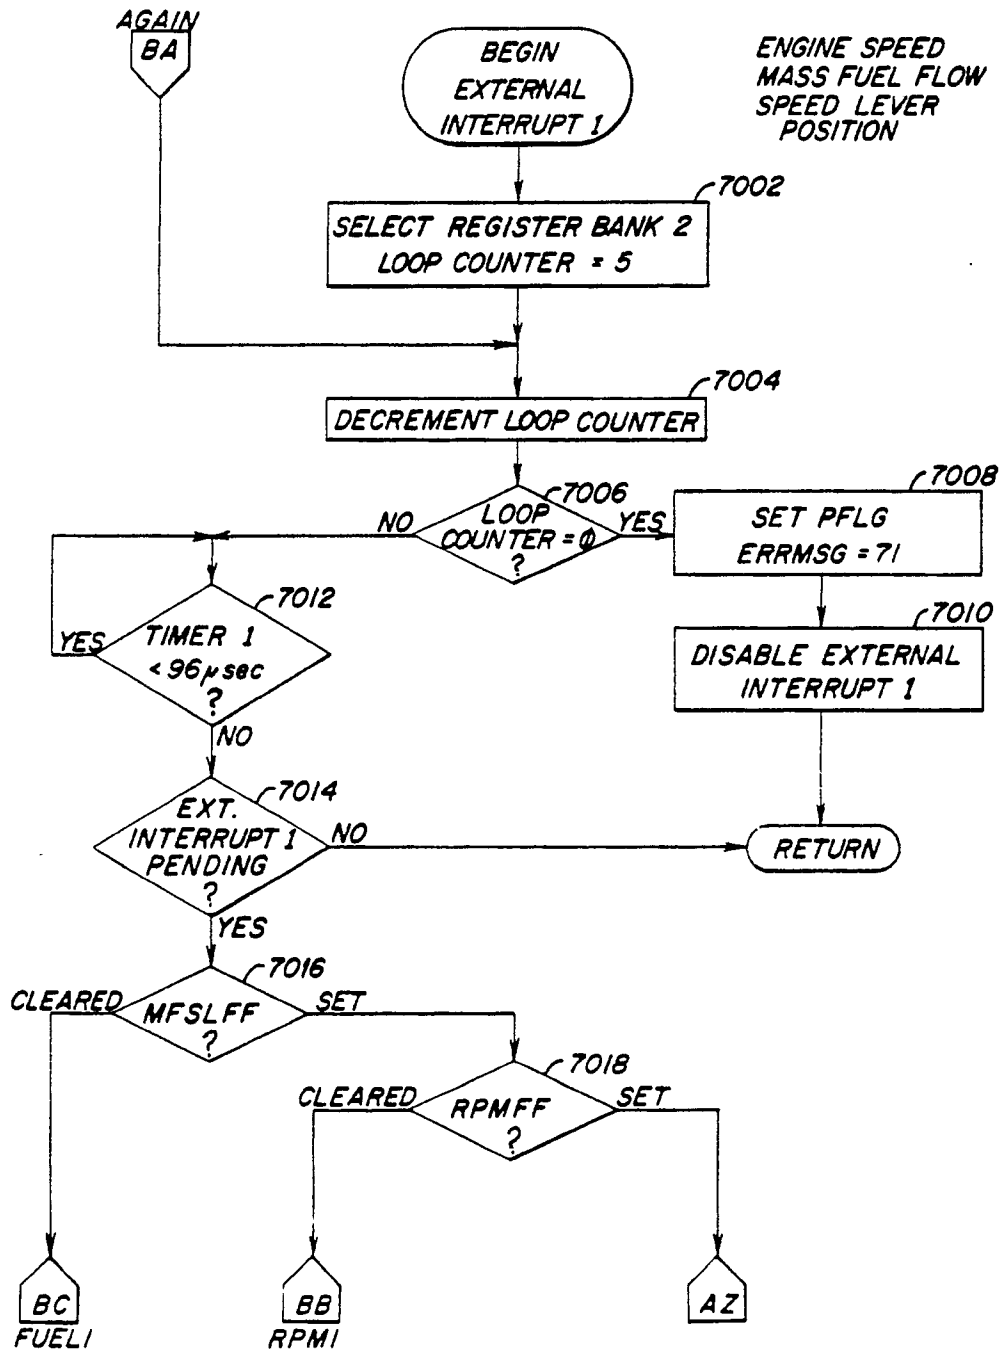 AGAIN
BA
BEGIN
EXTERNAL
INTERRUPT 1
ENGINE SPEED
MASS FUEL FLOW
SPEED LEVER
POSITION
7002
SELECT REGISTER BANK 2
LOOP COUNTER = 5
7004
DECREMENT LOOP COUNTER
7006
LOOP
COUNTER = 0
?
NO
YES
7008
SET PFLG
ERRMSG = 71
7010
DISABLE EXTERNAL
INTERRUPT 1
7012
TIMER 1
< 96 μsec
?
YES
NO
7014
EXT.
INTERRUPT 1
PENDING
?
NO
RETURN
YES
7016
MFSLFF
?
CLEARED
SET
7018
RPMFF
?
CLEARED
SET
BC
FUEL1
BB
RPM1
AZ